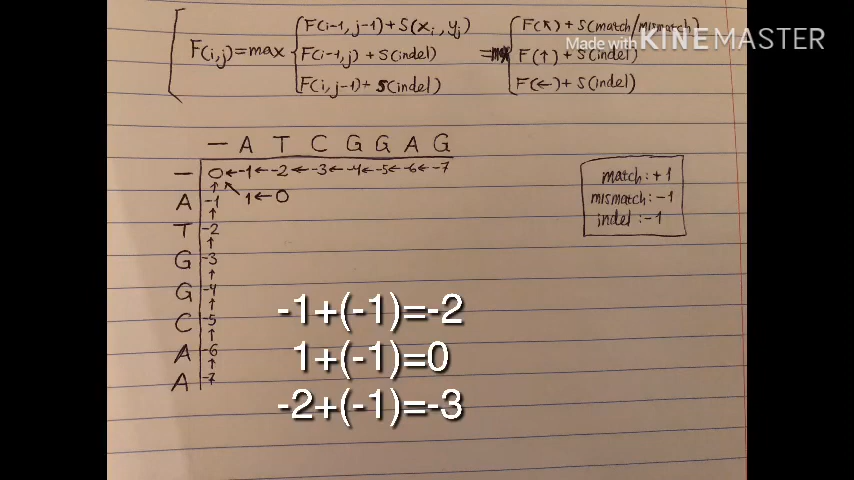 F(i,j)=max { F(i-1,j-1)+S(xi,yj) = max { F(↖)+S(match/mismatch)
F(i-1,j)+S(indel) F(↑)+S(indel)
F(i,j-1)+S(indel) F(←)+S(indel)
Made with KINEMASTER
— A T C G G A G
— 0←-1←-2←-3←-4←-5←-6←-7
A -1 1←0
T -2
G -3
G -4
C -5
A -6
A -7
match:+1
mismatch:-1
indel:-1
-1+(-1)=-2
1+(-1)=0
-2+(-1)=-3